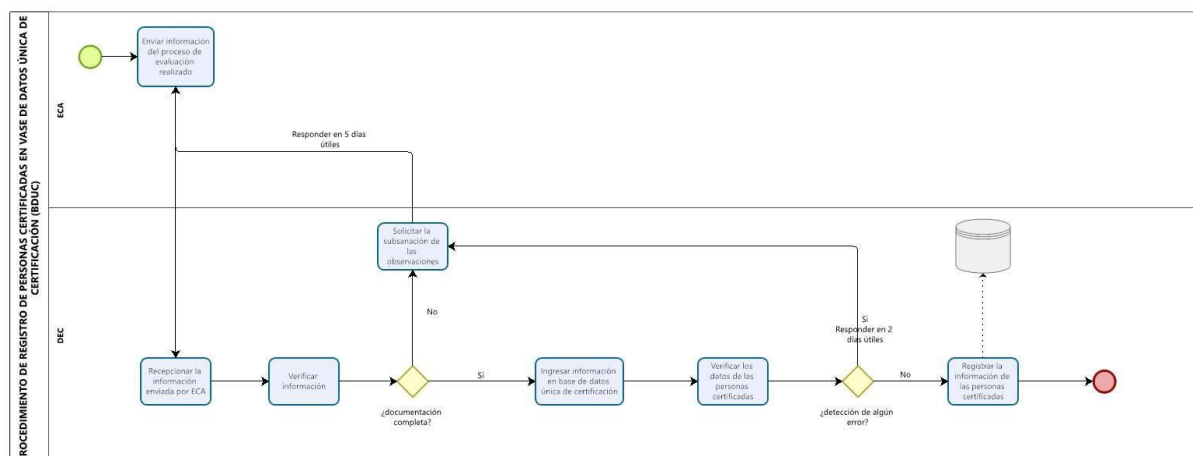 ROCEDIMIENTO DE REGISTRO DE PERSONAS CERTIFICADAS EN VASE DE DATOS ÚNICA DE
CERTIFICACIÓN (BDUC)
ECA
Enviar información
del proceso de
evaluación
realizado
Responder en 5 días
útiles
DEC
Solicitar la
subsanación de
las
observaciones
No
Si
Responder en 2
días útiles
Recepcionar la
información
enviada por ECA
Verificar
información
¿documentación
completa?
Sí
Ingresar información
en base de datos
única de certificación
Verificar los
datos de las
personas
certificadas
¿detección de algún
error?
No
Registrar la
información de
las personas
certificadas